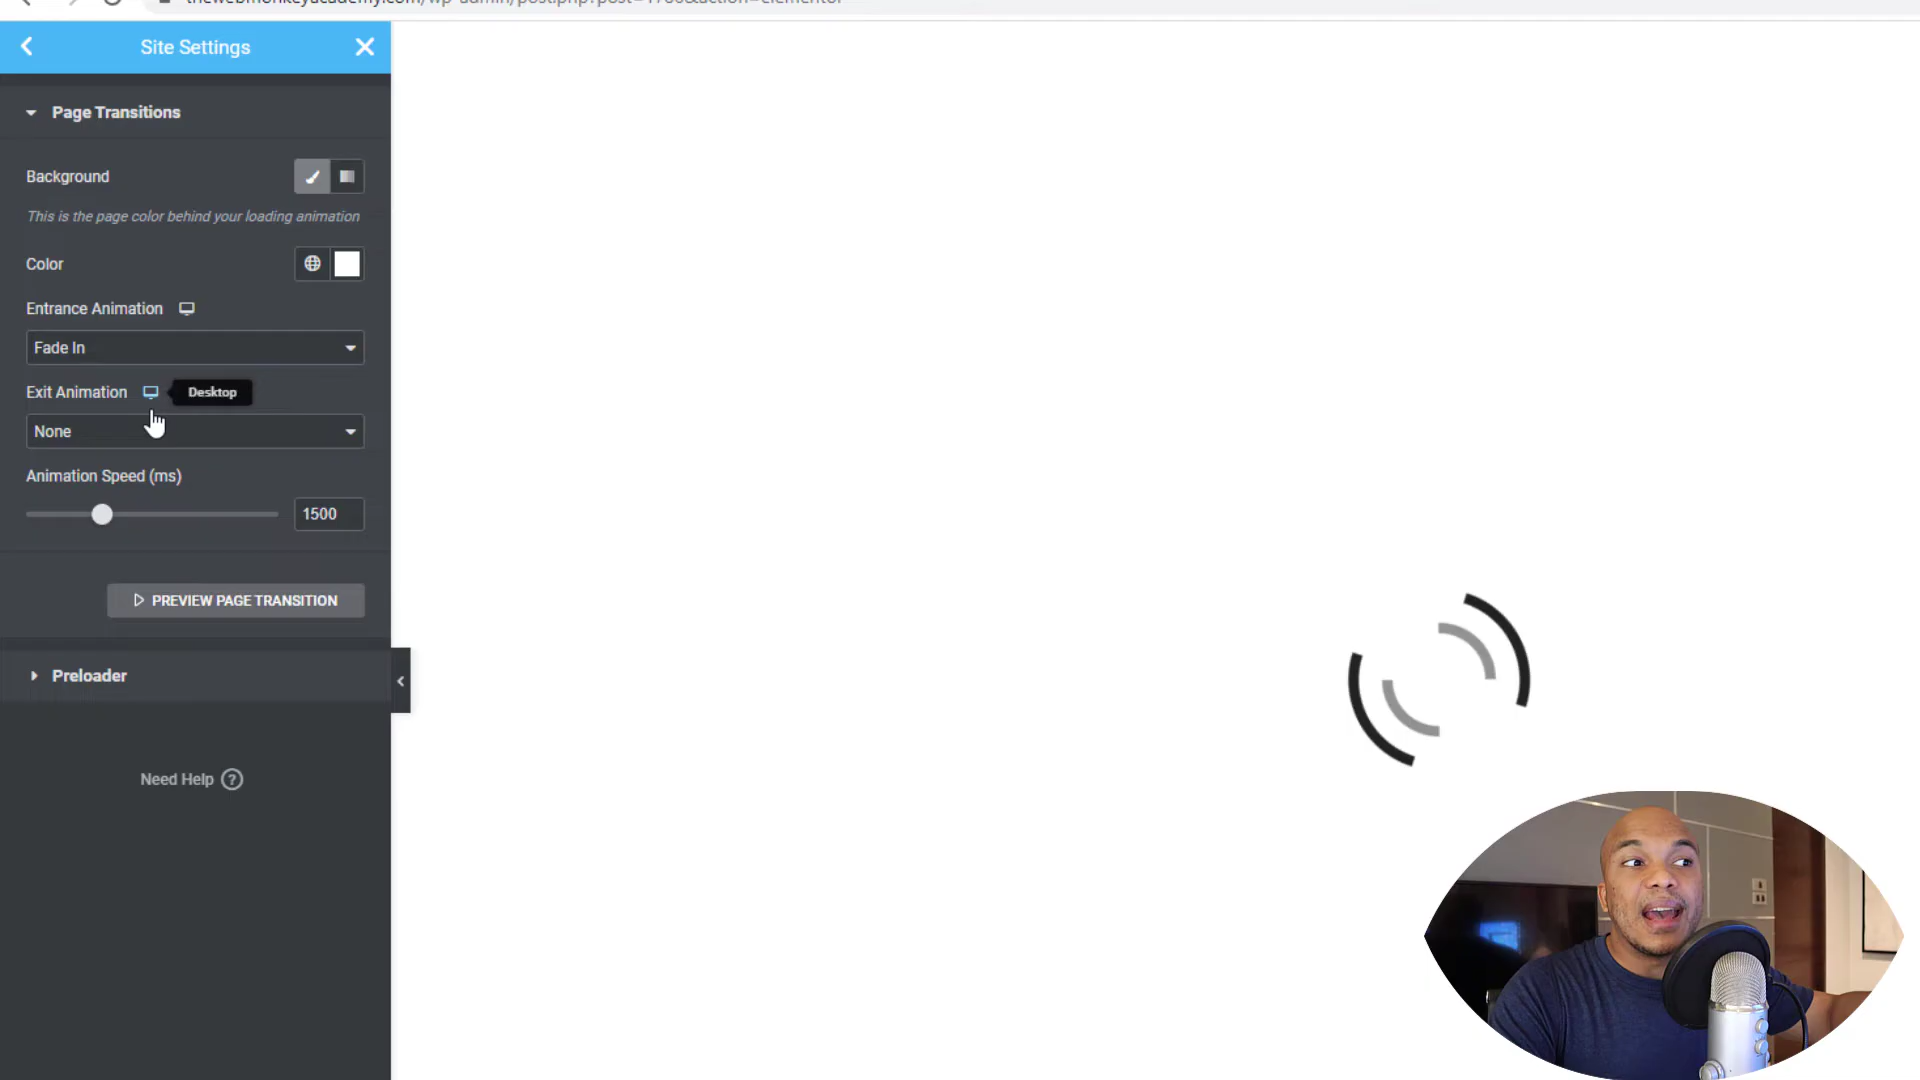 Site Settings
Page Transitions
Background
This is the page color behind your loading animation
Color
Entrance Animation
Fade In
Exit Animation
Desktop
None
Animation Speed (ms)
1500
PREVIEW PAGE TRANSITION
Preloader
Need Help ?